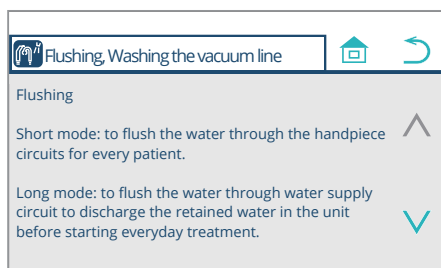 Flushing, Washing the vacuum line
Flushing
Short mode: to flush the water through the handpiece
circuits for every patient.
Long mode: to flush the water through water supply
circuit to discharge the retained water in the unit
before starting everyday treatment.